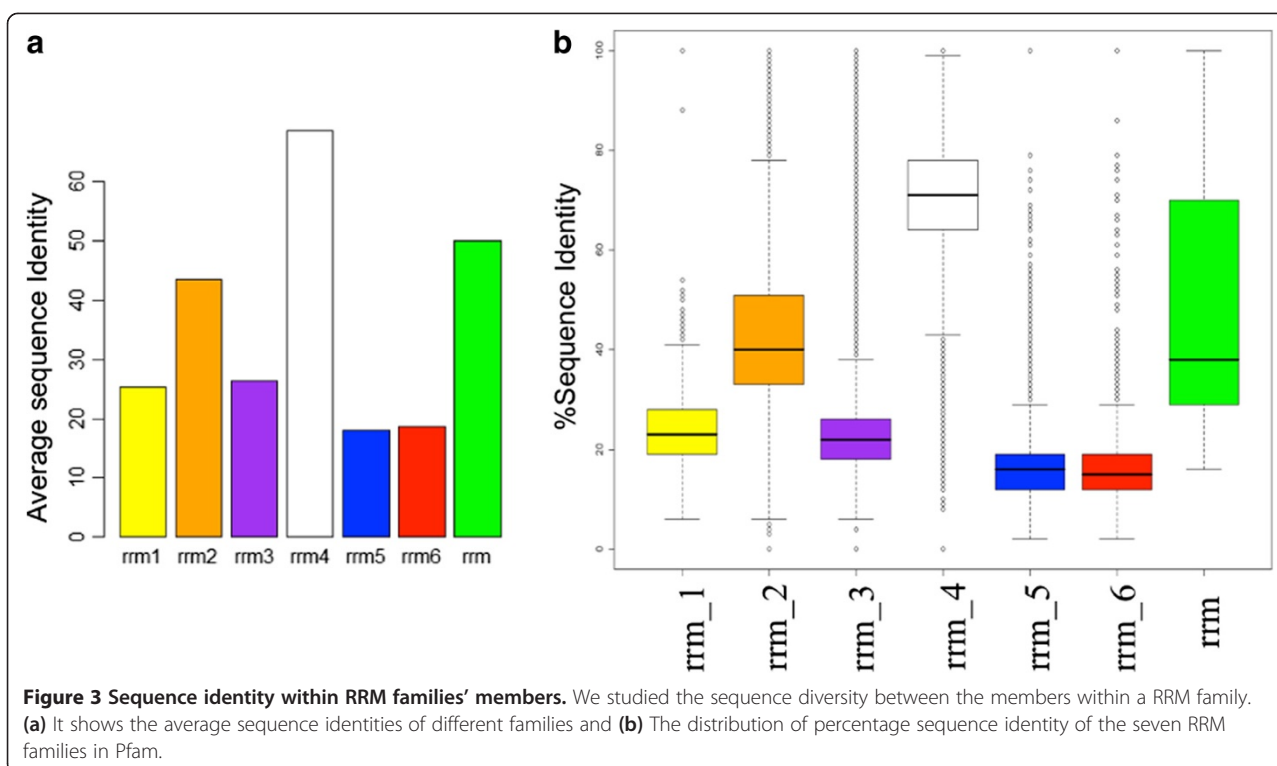 a
Average sequence Identity
0
10
20
30
40
50
60
rrm1 rrm2 rrm3 rrm4 rrm5 rrm6 rrm
b
%Sequence Identity
0
20
40
60
80
100
rrm_1
rrm_2
rrm_3
rrm_4
rrm_5
rrm_6
rrm
Figure 3 Sequence identity within RRM families' members. We studied the sequence diversity between the members within a RRM family.
(a) It shows the average sequence identities of different families and (b) The distribution of percentage sequence identity of the seven RRM
families in Pfam.